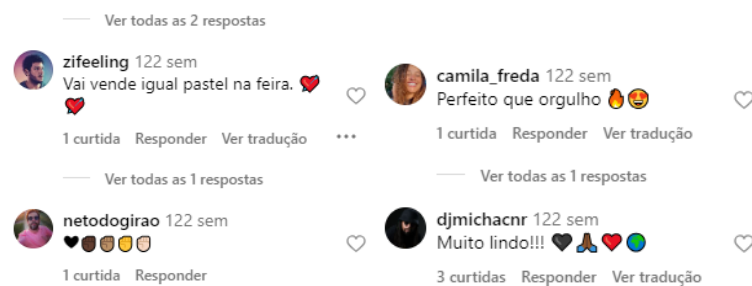 Ver todas as 2 respostas
zifeeling 122 sem
Vai vende igual pastel na feira. 💘
💘
1 curtida Responder Ver tradução •••
Ver todas as 1 respostas
netodogirao 122 sem
🖤✊🏿✊🏽✊✊🏻
1 curtida Responder
camila_freda 122 sem
Perfeito que orgulho 🔥😍
1 curtida Responder Ver tradução
Ver todas as 1 respostas
djmichacnr 122 sem
Muito lindo!!! 🖤🙏🏾❤️🌍
3 curtidas Responder Ver tradução